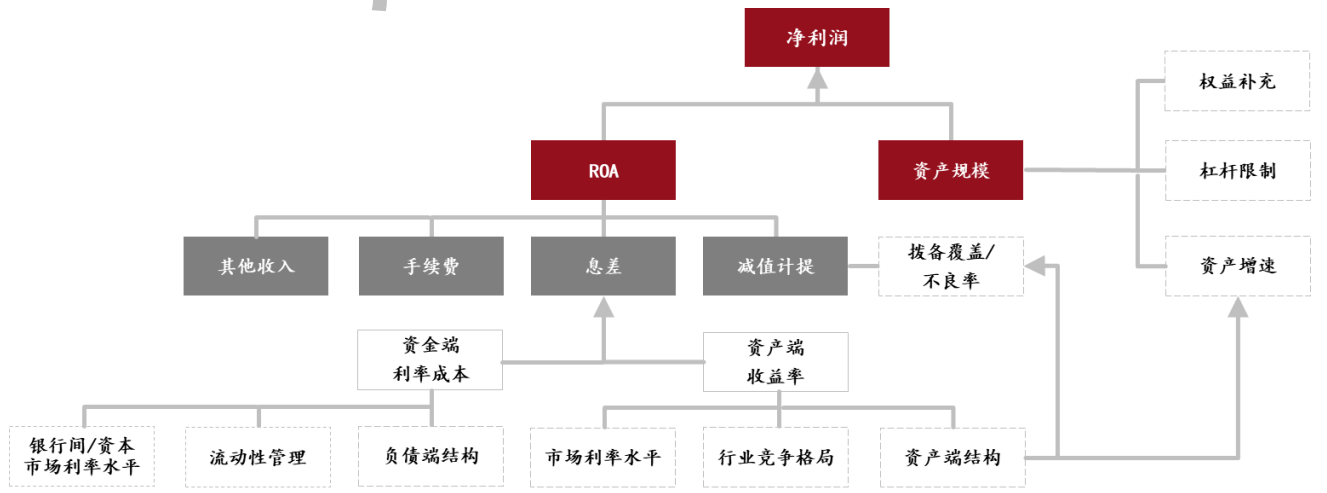 净利润
权益补充
ROA
资产规模
杠杆限制
其他收入
手续费
息差
减值计提
拨备覆盖/
不良率
资产增速
资金端
利率成本
资产端
收益率
银行间/资本
市场利率水平
流动性管理
负债端结构
市场利率水平
行业竞争格局
资产端结构